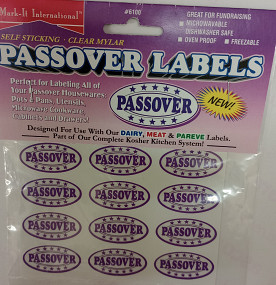 Mark-It International™
#6100
GREAT FOR FUNDRAISING
■ MICROWAVABLE
DISHWASHER SAFE
■ OVEN PROOF ■ FREEZABLE
SELF STICKING · CLEAR MYLAR
PASSOVER LABELS
Perfect for Labeling All of
Your Passover Housewares
Pots & Pans, Utensils,
Microwave Cookware,
Cabinets and Drawers!
PASSOVER
NEW!
Designed For Use With Our DAIRY, MEAT & PAREVE Labels.
Part of Our Complete Kosher Kitchen System!
PASSOVER PASSOVER PASSOVER
PASSOVER PASSOVER PASSOVER
PASSOVER PASSOVER PASSOVER
PASSOVER PASSOVER PASSOVER